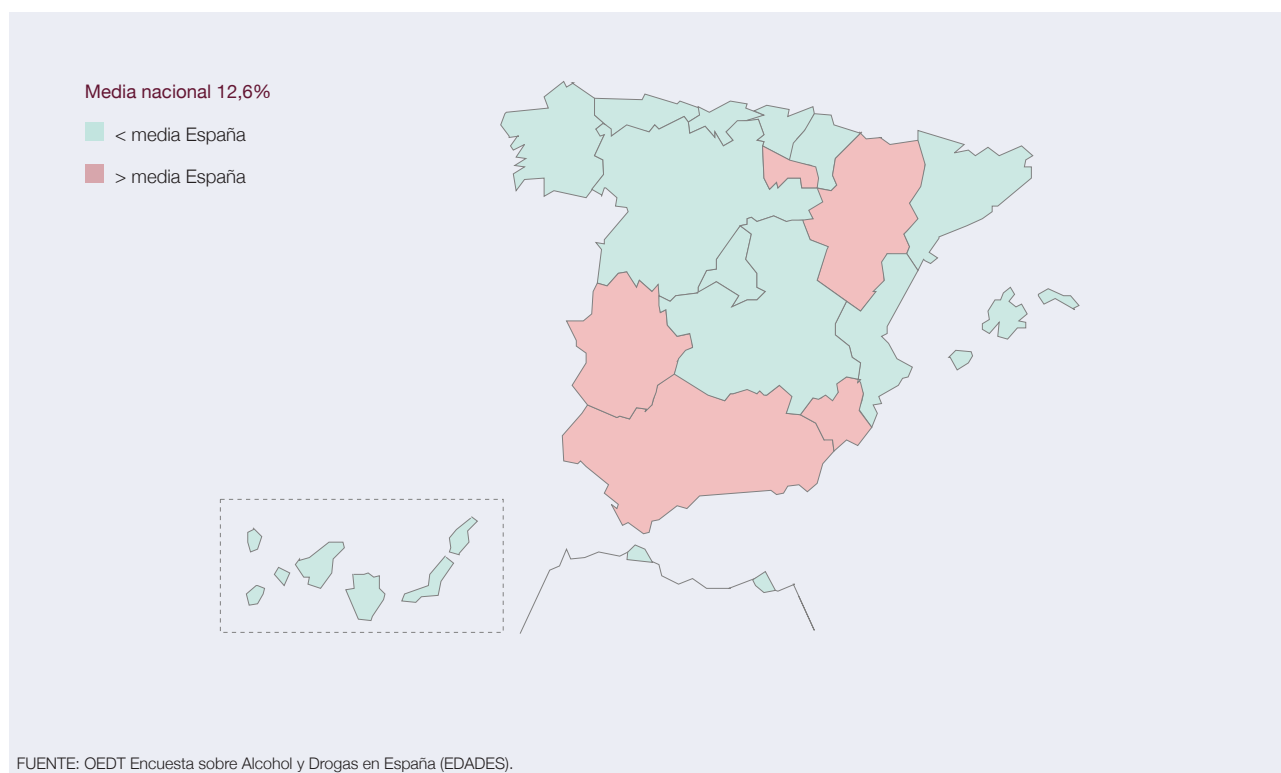 Media nacional 12,6%
< media España
> media España
FUENTE: OEDT Encuesta sobre Alcohol y Drogas en España (EDADES).